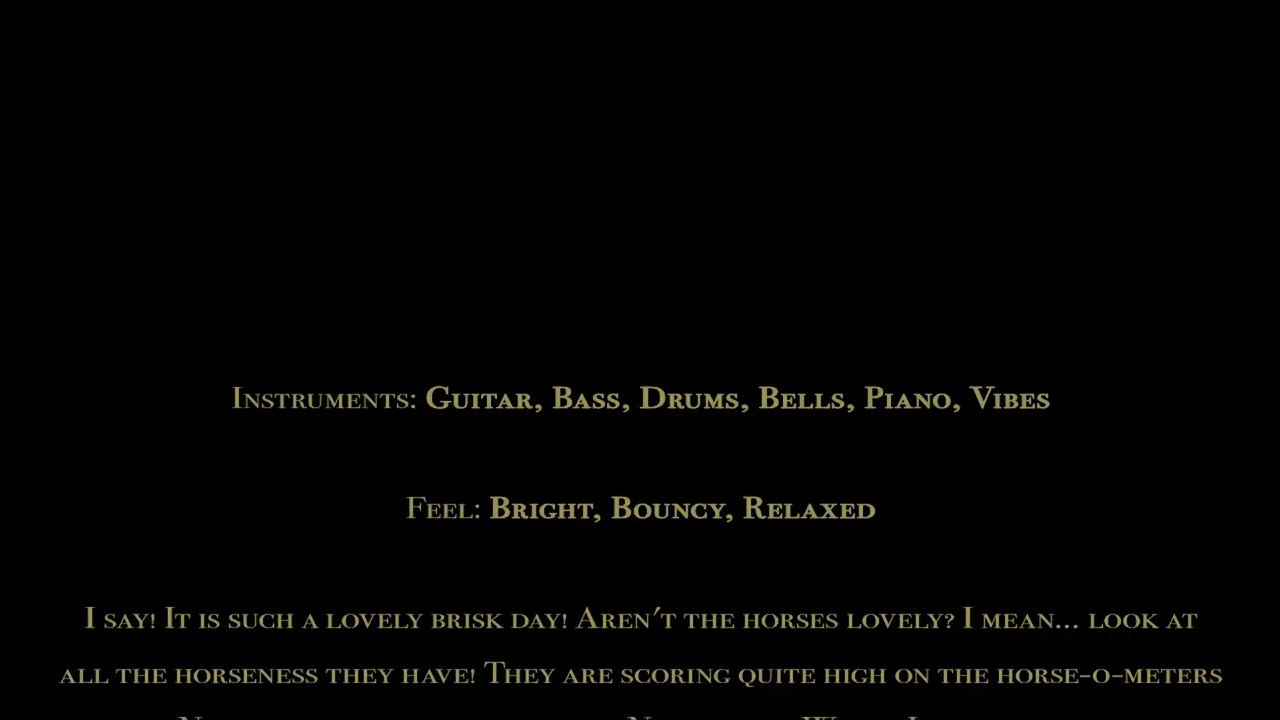 Instruments: Guitar, Bass, Drums, Bells, Piano, Vibes
Feel: Bright, Bouncy, Relaxed
I say! It is such a lovely brisk day! Aren't the horses lovely? I mean... look at
all the horseness they have! They are scoring quite high on the horse-o-meters